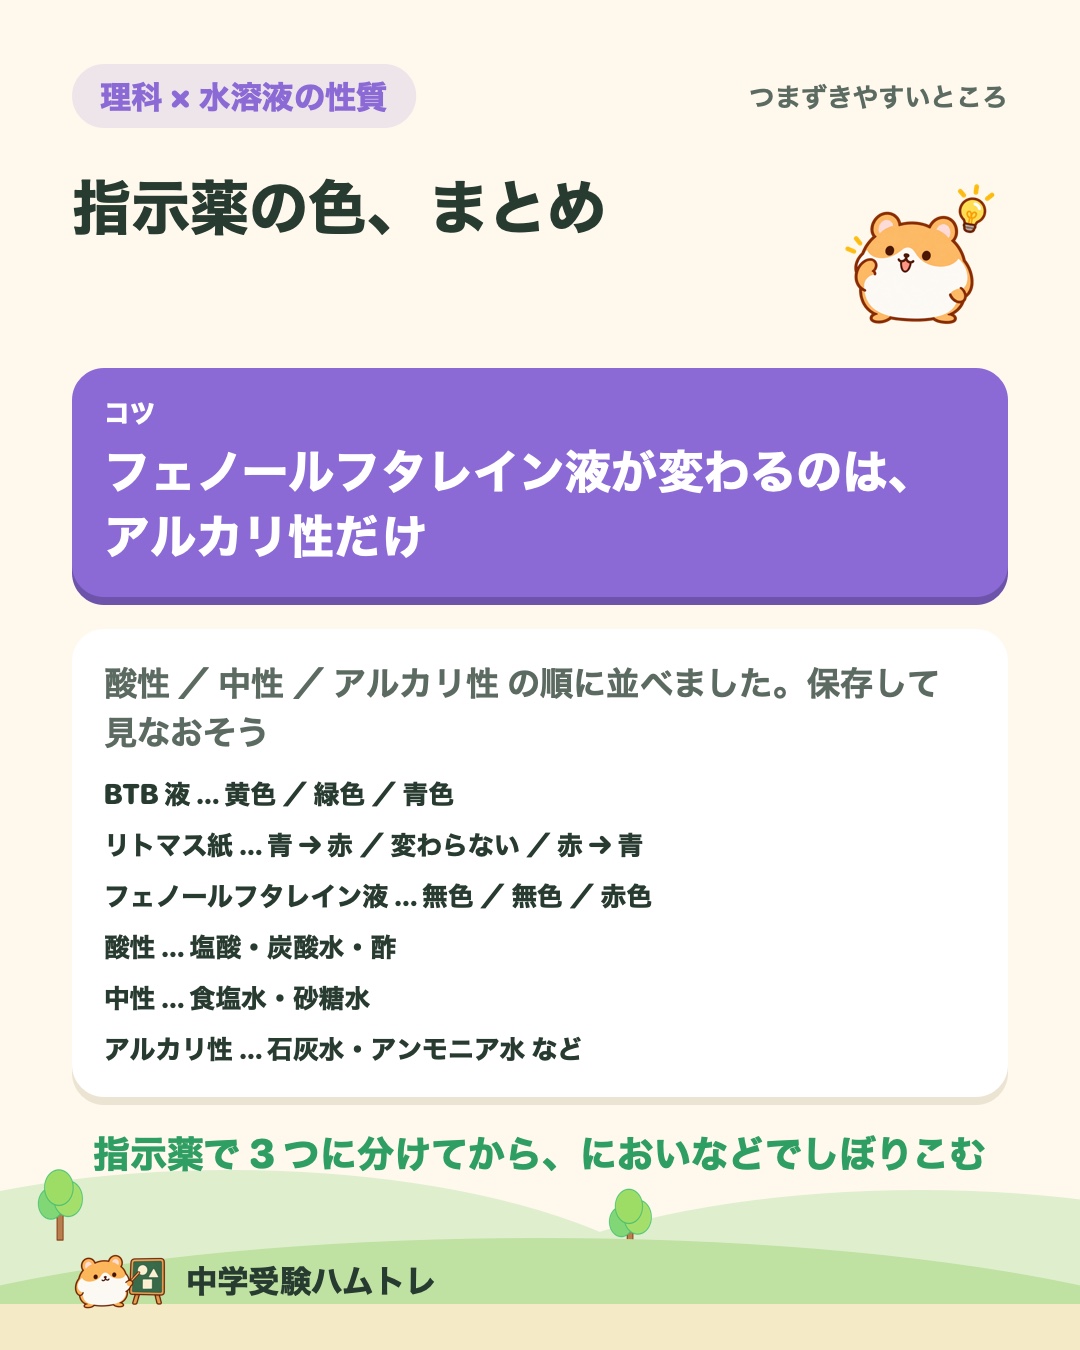 理科 × 水溶液の性質
つまずきやすいところ
指示薬の色、まとめ
コツ
フェノールフタレイン液が変わるのは、
アルカリ性だけ
酸性 ／ 中性 ／ アルカリ性 の順に並べました。保存して
見なおそう
BTB 液 … 黄色 ／ 緑色 ／ 青色
リトマス紙 … 青 → 赤 ／ 変わらない ／ 赤 → 青
フェノールフタレイン液 … 無色 ／ 無色 ／ 赤色
酸性 … 塩酸・炭酸水・酢
中性 … 食塩水・砂糖水
アルカリ性 … 石灰水・アンモニア水 など
指示薬で 3 つに分けてから、においなどでしぼりこむ
中学受験ハムトレ